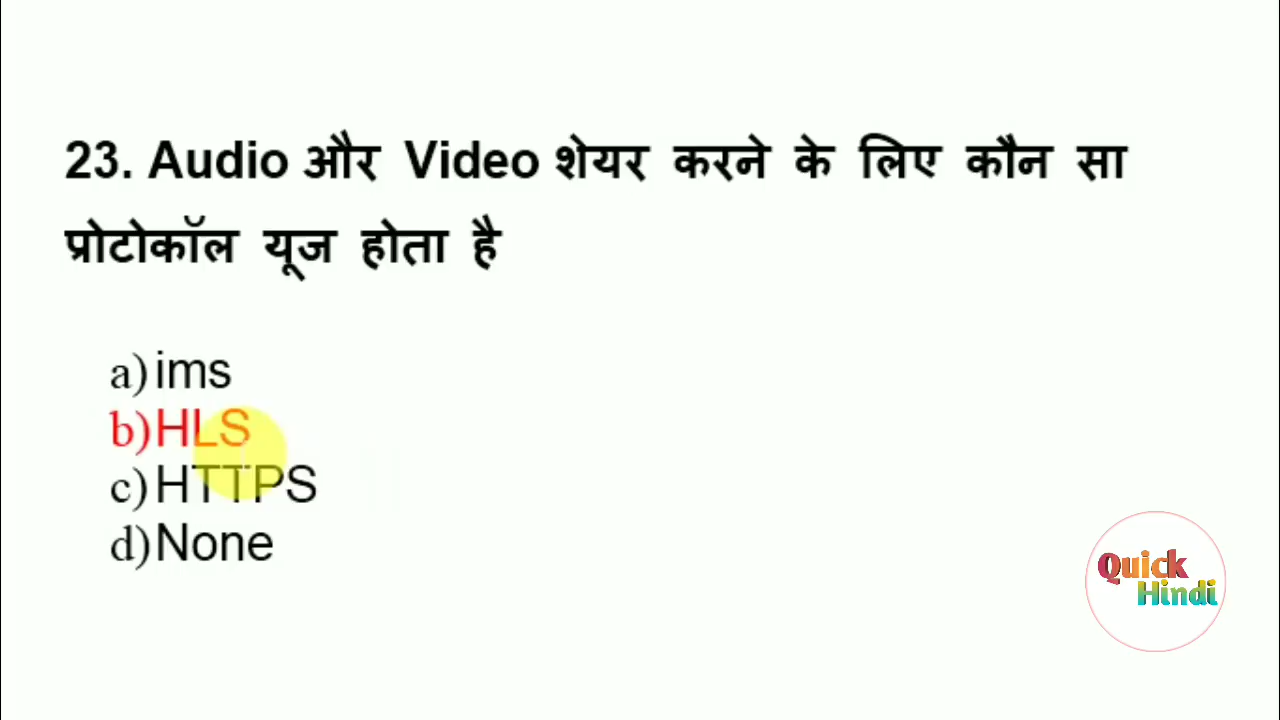 23. Audio और Video शेयर करने के लिए कौन सा
प्रोटोकॉल यूज होता है
a) ims
b) HLS
c) HTTPS
d) None
Quick
Hindi